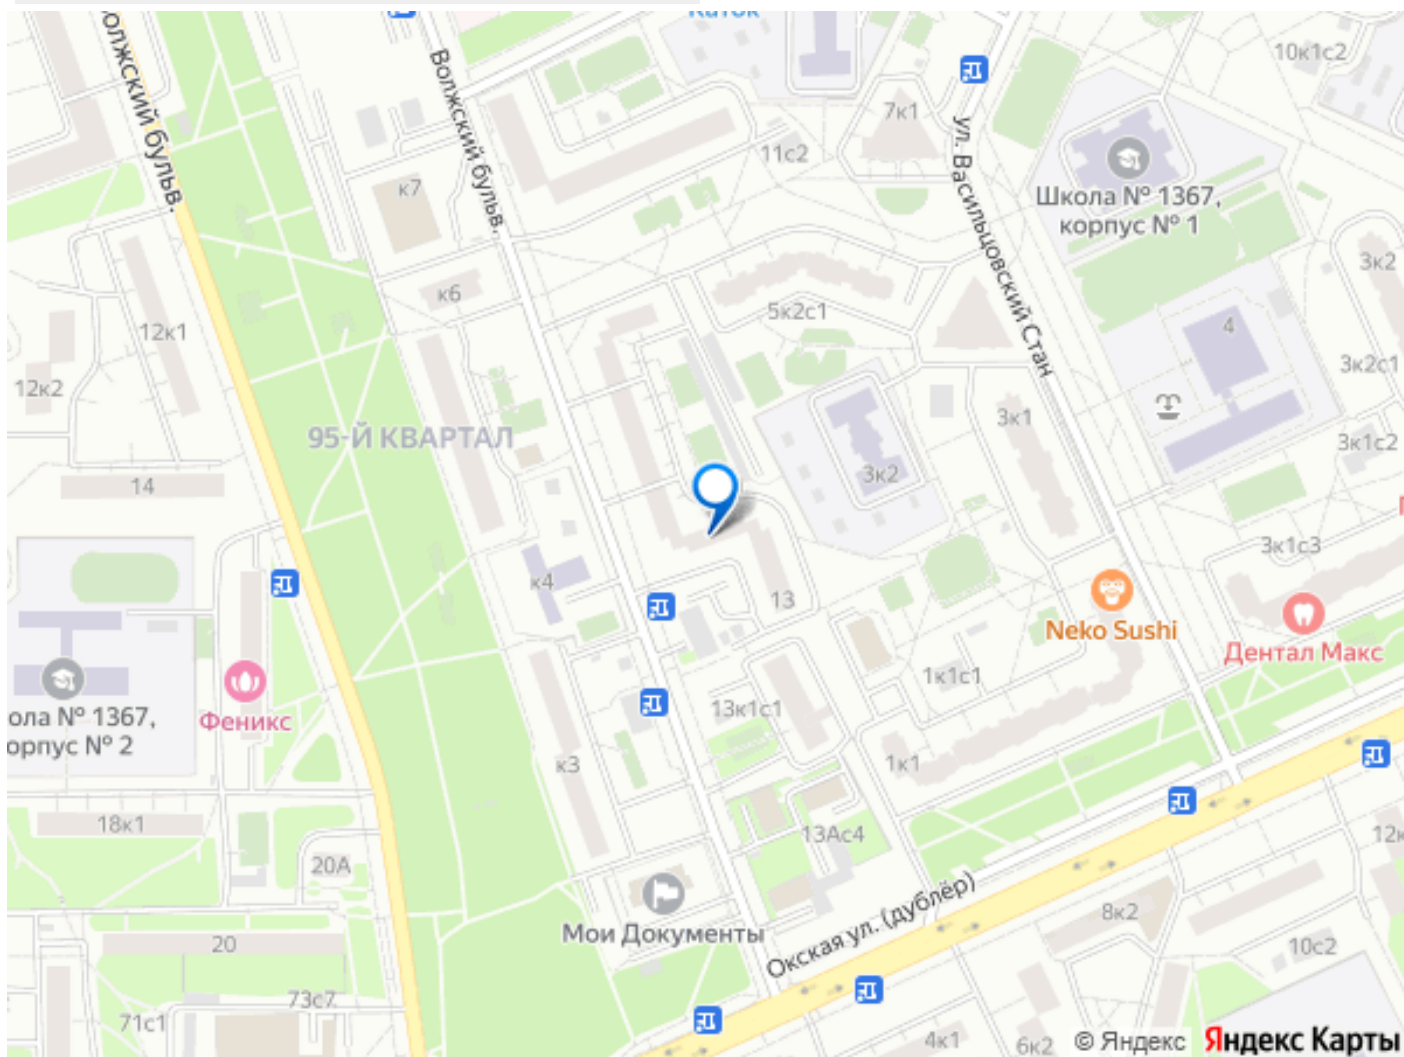 Каток
Волжский бульв.
Волжский бульв.
10к1с2
7к1
11с2
ул. Васильцовский Стан
Школа № 1367,
корпус № 1
к7
3к2
к6
5к2с1
12к1
4
3к2с1
12к2
95-Й КВАРТАЛ
3к1
3к1с2
14
3к2
3к1с3
к4
13
Neko Sushi
Дентал Макс
1к1с1
ола № 1367,
орпус № 2
Феникс
13к1с1
к3
1к1
18к1
13Ас4
12к
20А
Окская ул. (дублёр)
8к2
Мои Документы
20
10с2
73с7
71с1
4к1
6к2
© Яндекс
Яндекс Карты